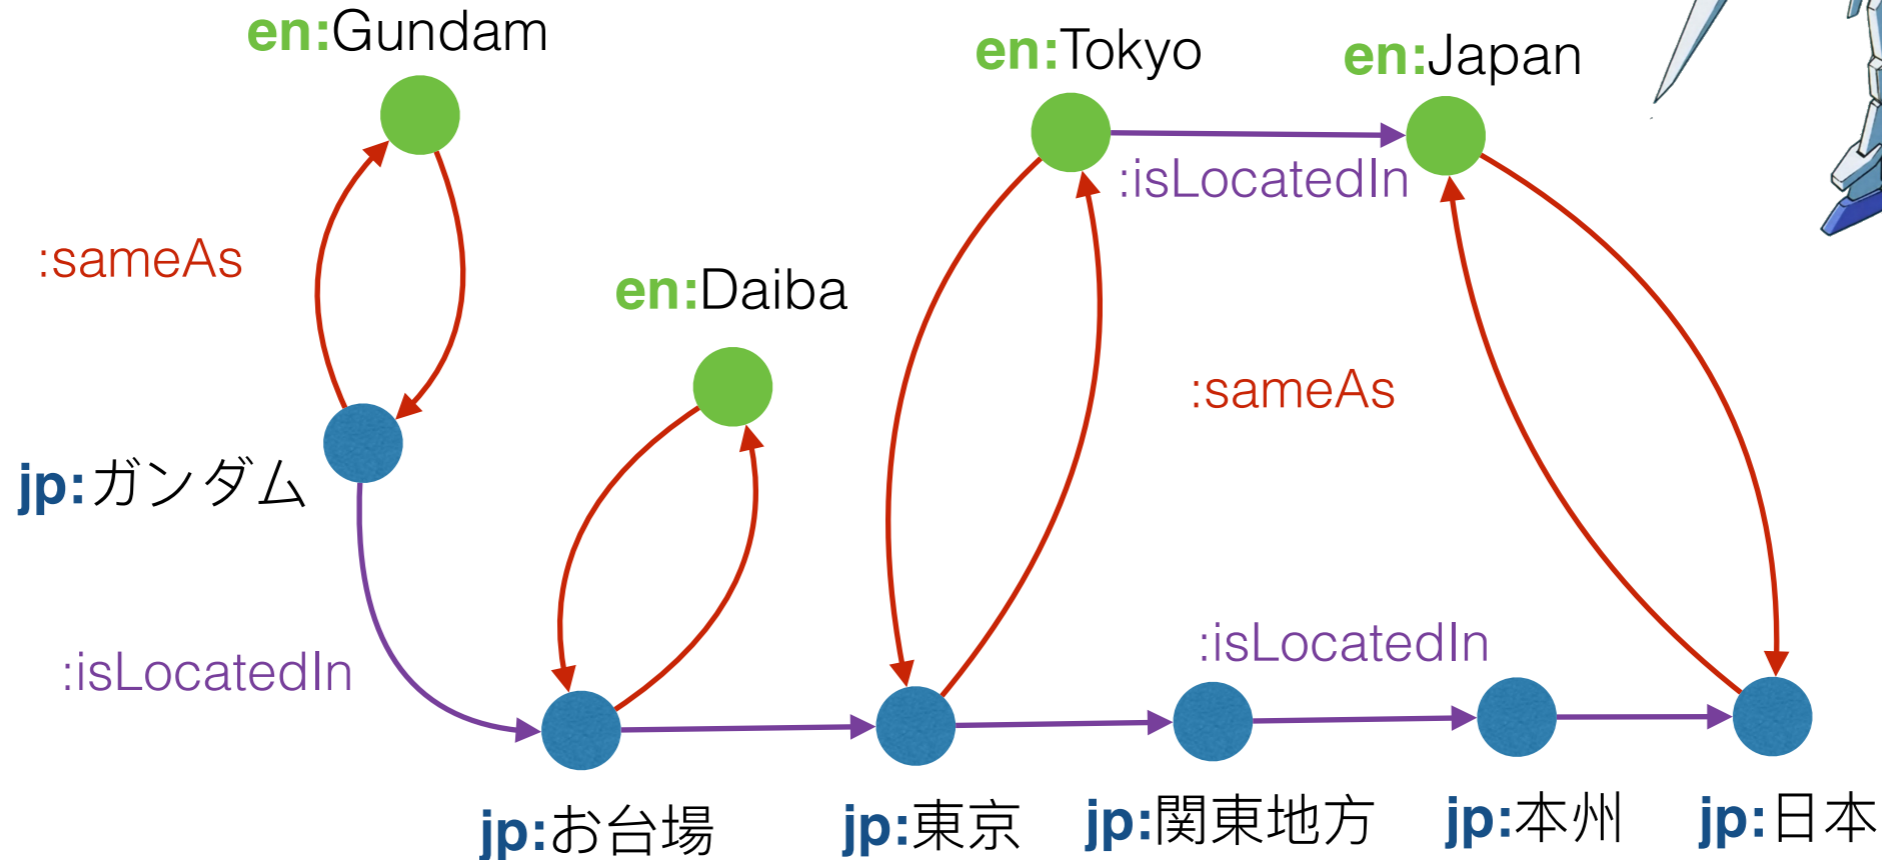 en:Gundam
en:Tokyo
en:Japan
:isLocatedIn
:sameAs
en:Daiba
:sameAs
jp:ガンダム
:isLocatedIn
:isLocatedIn
jp:お台場
jp:東京
jp:関東地方
jp:本州
jp:日本